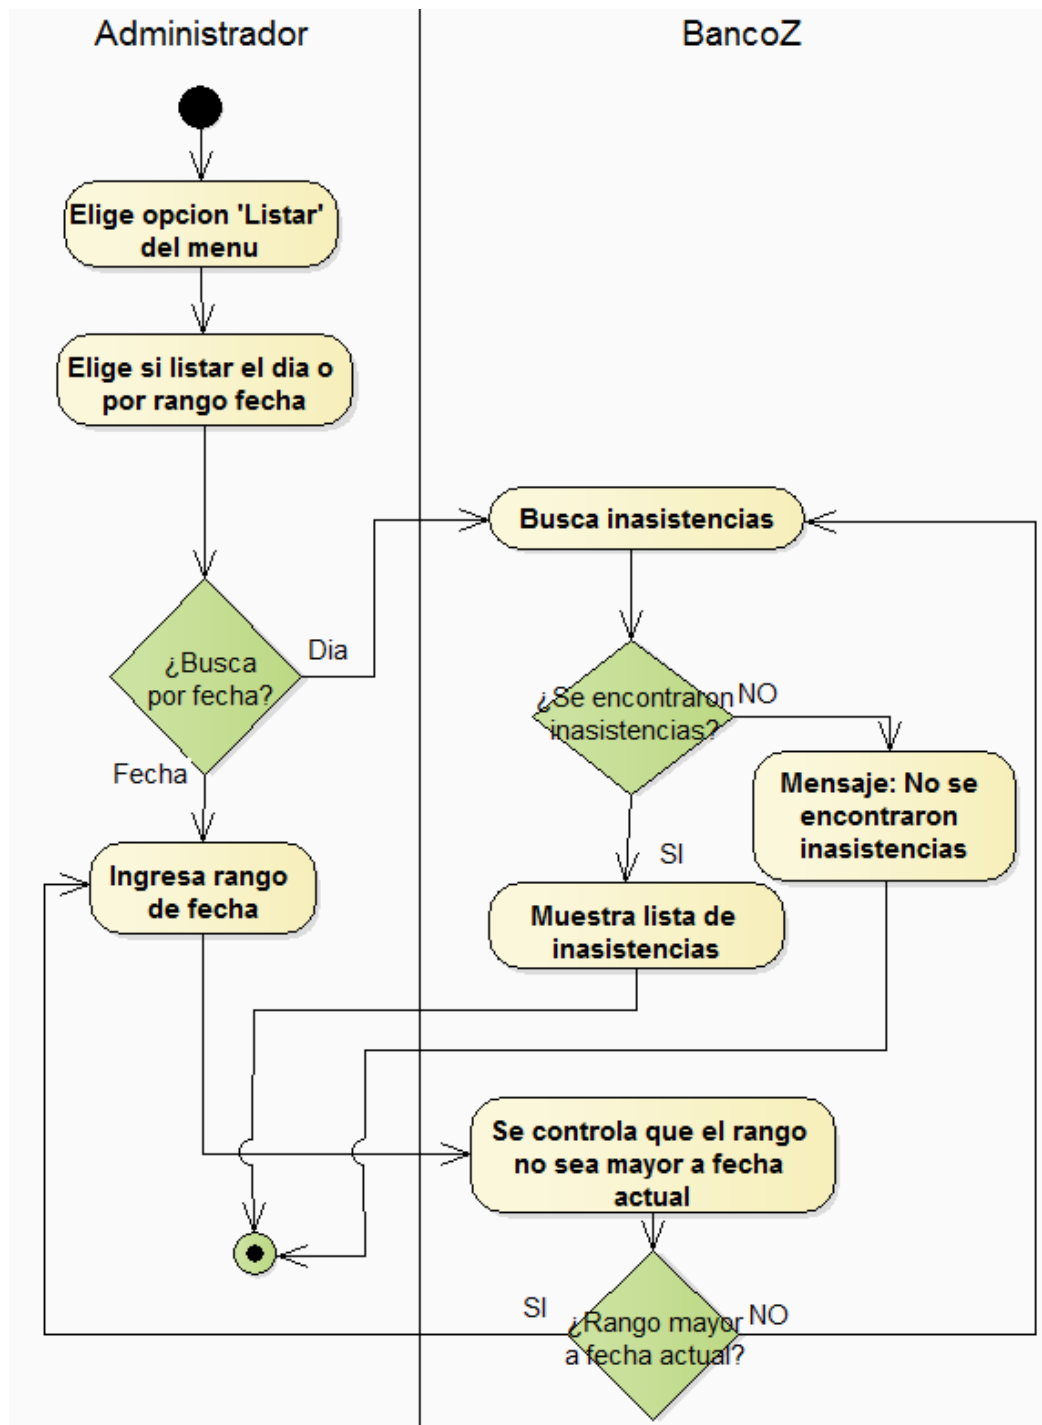 Administrador
BancoZ
Elige opcion 'Listar'
del menu
Elige si listar el dia o
por rango fecha
Busca inasistencias
¿Busca
por fecha?
Dia
Fecha
¿Se encontraron
inasistencias?
NO
SI
Mensaje: No se
encontraron
inasistencias
Ingresa rango
de fecha
Muestra lista de
inasistencias
Se controla que el rango
no sea mayor a fecha
actual
SI
¿Rango mayor
a fecha actual?
NO